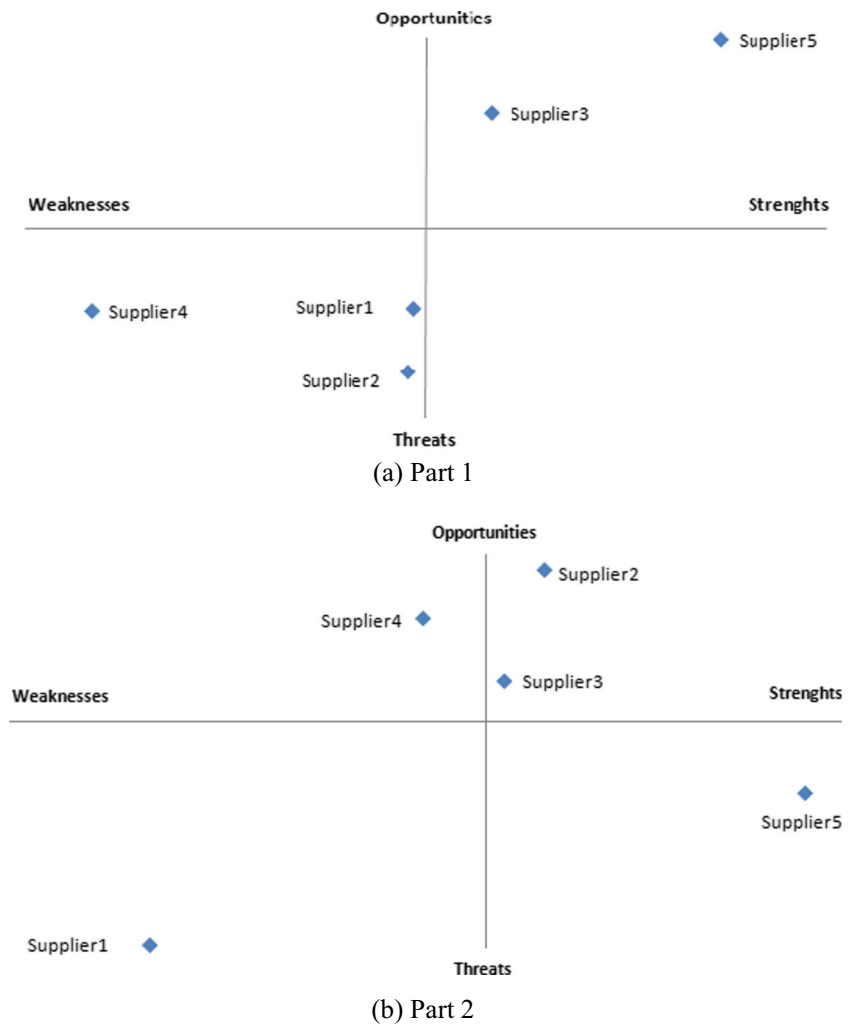 Opportunities
Supplier5
Supplier3
Weaknesses
Strenghts
Supplier4
Supplier1
Supplier2
Threats
(a) Part 1
Opportunities
Supplier2
Supplier4
Supplier3
Weaknesses
Strenghts
Supplier5
Supplier1
Threats
(b) Part 2